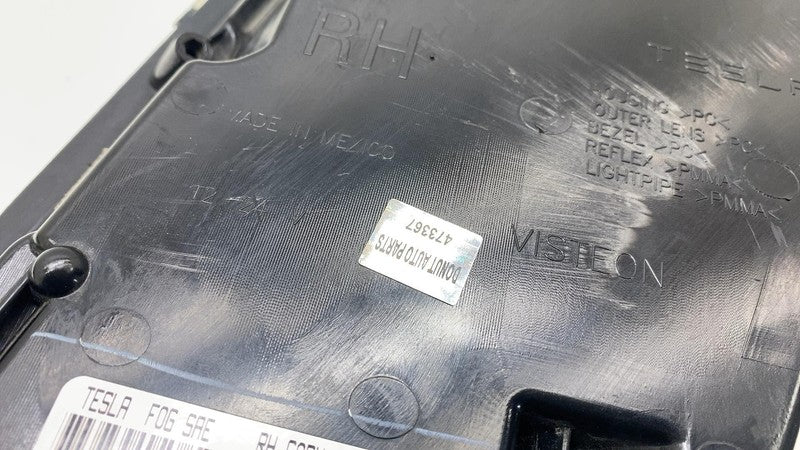 RH
TESLA
MADE IN MEXICO
HOUSING >PC<
OUTER LENS >PC<
BEZEL >PC<
REFLEX >PMMA<
LIGHTPIPE >PMMA<
12
V
DONUT AUTO PARTS
473367
VISTEON
TESLA FOG SAE
RH